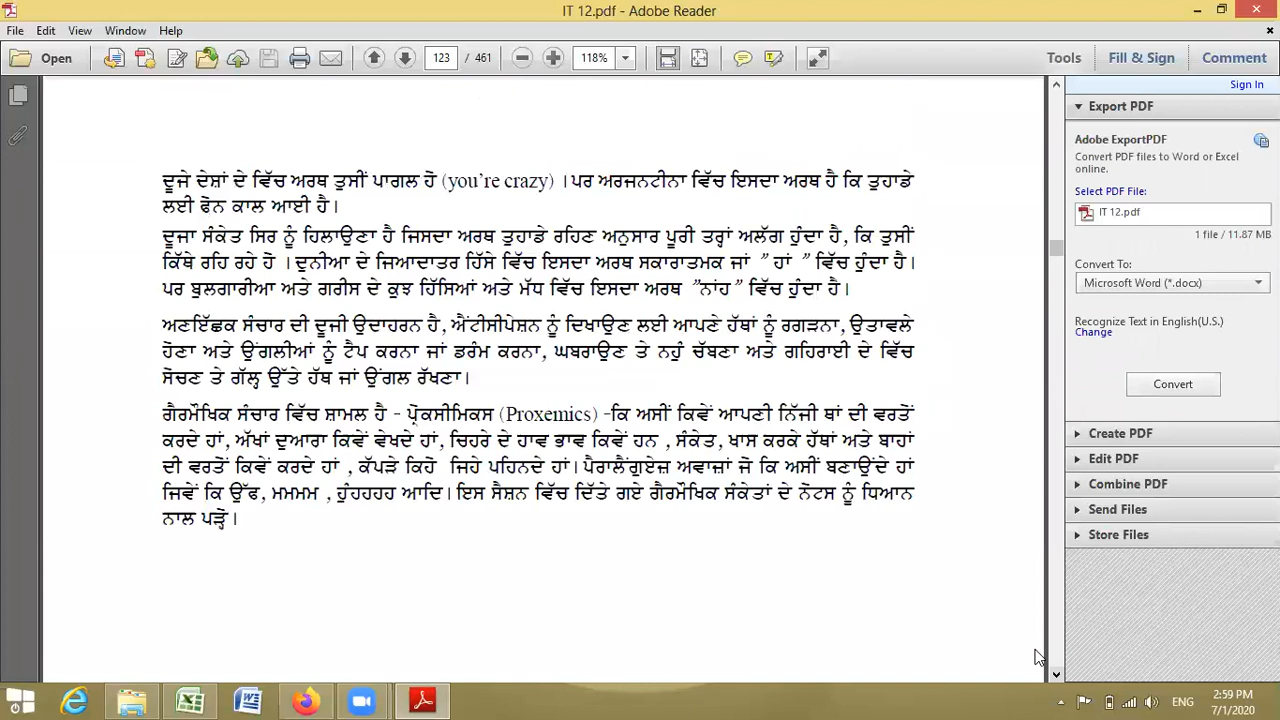 IT 12.pdf - Adobe Reader
File Edit View Window Help
Open 123 / 461 118% Tools Fill & Sign Comment
Sign In
Export PDF
Adobe ExportPDF
Convert PDF files to Word or Excel
online.
Select PDF File:
IT 12.pdf
1 file / 11.87 MB
Convert To:
Microsoft Word (*.docx)
Recognize Text in English(U.S.)
Change
Convert
Create PDF
Edit PDF
Combine PDF
Send Files
Store Files
ਦੂਜੇ ਦੇਸ਼ਾਂ ਦੇ ਵਿੱਚ ਅਰਥ ਤੁਸੀਂ ਪਾਗਲ ਹੋ (you're crazy) । ਪਰ ਅਰਜਨਟੀਨਾ ਵਿੱਚ ਇਸਦਾ ਅਰਥ ਹੈ ਕਿ ਤੁਹਾਡੇ
ਲਈ ਫੋਨ ਕਾਲ ਆਈ ਹੈ।
ਦੂਜਾ ਸੰਕੇਤ ਸਿਰ ਨੂੰ ਹਿਲਾਉਣਾ ਹੈ ਜਿਸਦਾ ਅਰਥ ਤੁਹਾਡੇ ਰਹਿਣ ਅਨੁਸਾਰ ਪੂਰੀ ਤਰ੍ਹਾਂ ਅਲੱਗ ਹੁੰਦਾ ਹੈ, ਕਿ ਤੁਸੀਂ
ਕਿੱਥੇ ਰਹਿ ਰਹੇ ਹੋ । ਦੁਨੀਆ ਦੇ ਜਿਆਦਾਤਰ ਹਿੱਸੇ ਵਿੱਚ ਇਸਦਾ ਅਰਥ ਸਕਾਰਾਤਮਕ ਜਾਂ ” ਹਾਂ ” ਵਿੱਚ ਹੁੰਦਾ ਹੈ।
ਪਰ ਬੁਲਗਾਰੀਆ ਅਤੇ ਗਰੀਸ ਦੇ ਕੁਝ ਹਿੱਸਿਆਂ ਅਤੇ ਮੱਧ ਵਿੱਚ ਇਸਦਾ ਅਰਥ ”ਨਾਂਹ” ਵਿੱਚ ਹੁੰਦਾ ਹੈ।
ਅਣਇੱਛਕ ਸੰਚਾਰ ਦੀ ਦੂਜੀ ਉਦਾਹਰਨ ਹੈ, ਐਂਟੀਸੀਪੇਸ਼ਨ ਨੂੰ ਦਿਖਾਉਣ ਲਈ ਆਪਣੇ ਹੱਥਾਂ ਨੂੰ ਰਗੜਨਾ, ਉਤਾਵਲੇ
ਹੋਣਾ ਅਤੇ ਉਂਗਲੀਆਂ ਨੂੰ ਟੈਪ ਕਰਨਾ ਜਾਂ ਡਰੰਮ ਕਰਨਾ, ਘਬਰਾਉਣ ਤੇ ਨਹੁੰ ਚੱਬਣਾ ਅਤੇ ਗਹਿਰਾਈ ਦੇ ਵਿੱਚ
ਸੋਚਣ ਤੇ ਗੱਲ੍ਹ ਉੱਤੇ ਹੱਥ ਜਾਂ ਉਂਗਲ ਰੱਖਣਾ।
ਗੈਰਮੌਖਿਕ ਸੰਚਾਰ ਵਿੱਚ ਸ਼ਾਮਲ ਹੈ - ਪ੍ਰੋਕਸੀਮਿਕਸ (Proxemics) -ਕਿ ਅਸੀਂ ਕਿਵੇਂ ਆਪਣੀ ਨਿੱਜੀ ਥਾਂ ਦੀ ਵਰਤੋਂ
ਕਰਦੇ ਹਾਂ, ਅੱਖਾਂ ਦੁਆਰਾ ਕਿਵੇਂ ਵੇਖਦੇ ਹਾਂ, ਚਿਹਰੇ ਦੇ ਹਾਵ ਭਾਵ ਕਿਵੇਂ ਹਨ , ਸੰਕੇਤ, ਖਾਸ ਕਰਕੇ ਹੱਥਾਂ ਅਤੇ ਬਾਹਾਂ
ਦੀ ਵਰਤੋਂ ਕਿਵੇਂ ਕਰਦੇ ਹਾਂ , ਕੱਪੜੇ ਕਿਹੋ ਜਿਹੇ ਪਹਿਨਦੇ ਹਾਂ। ਪੈਰਾਲੈਂਗੁਏਜ਼ ਅਵਾਜ਼ਾਂ ਜੋ ਕਿ ਅਸੀਂ ਬਣਾਉਂਦੇ ਹਾਂ
ਜਿਵੇਂ ਕਿ ਉੱਫ, ਮਮਮਮ , ਹੂੰਹਹਹਹ ਆਦਿ। ਇਸ ਸੈਸ਼ਨ ਵਿੱਚ ਦਿੱਤੇ ਗਏ ਗੈਰਮੌਖਿਕ ਸੰਕੇਤਾਂ ਦੇ ਨੋਟਸ ਨੂੰ ਧਿਆਨ
ਨਾਲ ਪੜ੍ਹੋ।
ENG
2:59 PM
7/1/2020